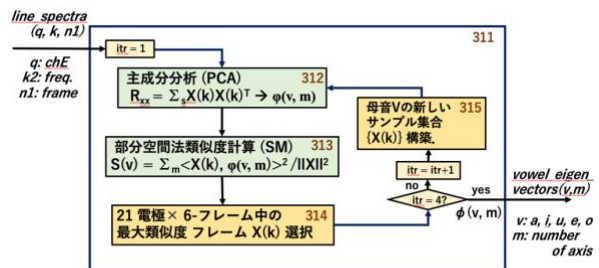 line spectra
(q, k, n1)
q: chE
k2: freq.
n1: frame
311
itr = 1
主成分分析 (PCA) 312
Rxx = ΣsX(k)X(k)ᵀ → φ(v, m)
部分空間法類似度計算 (SM) 313
S(v) = Σm<X(k), φ(v, m)>² /||X||²
21 電極× 6-フレーム中の 314
最大類似度 フレーム X(k) 選択
母音Vの新しい 315
サンプル集合
{X(k)} 構築.
itr = itr+1
no
itr = 4?
yes
ϕ(v, m)
vowel eigen
vectors(v,m)
v: a, i, u, e, o
m: number
of axis